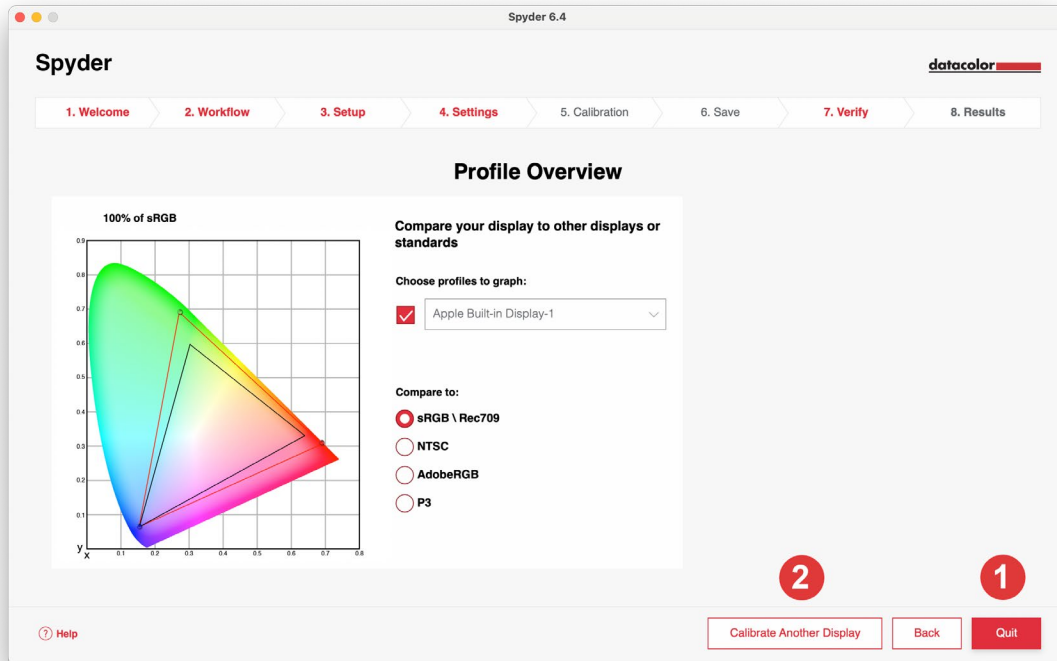 Spyder 6.4
Spyder
datacolor
1. Welcome
2. Workflow
3. Setup
4. Settings
5. Calibration
6. Save
7. Verify
8. Results
Profile Overview
100% of sRGB
0.9
0.8
0.7
0.6
0.5
0.4
0.3
0.2
0.1
y
x
0.1
0.2
0.3
0.4
0.5
0.6
0.7
0.8
Compare your display to other displays or
standards
Choose profiles to graph:
Apple Built-in Display-1
Compare to:
sRGB \ Rec709
NTSC
AdobeRGB
P3
2
1
? Help
Calibrate Another Display
Back
Quit